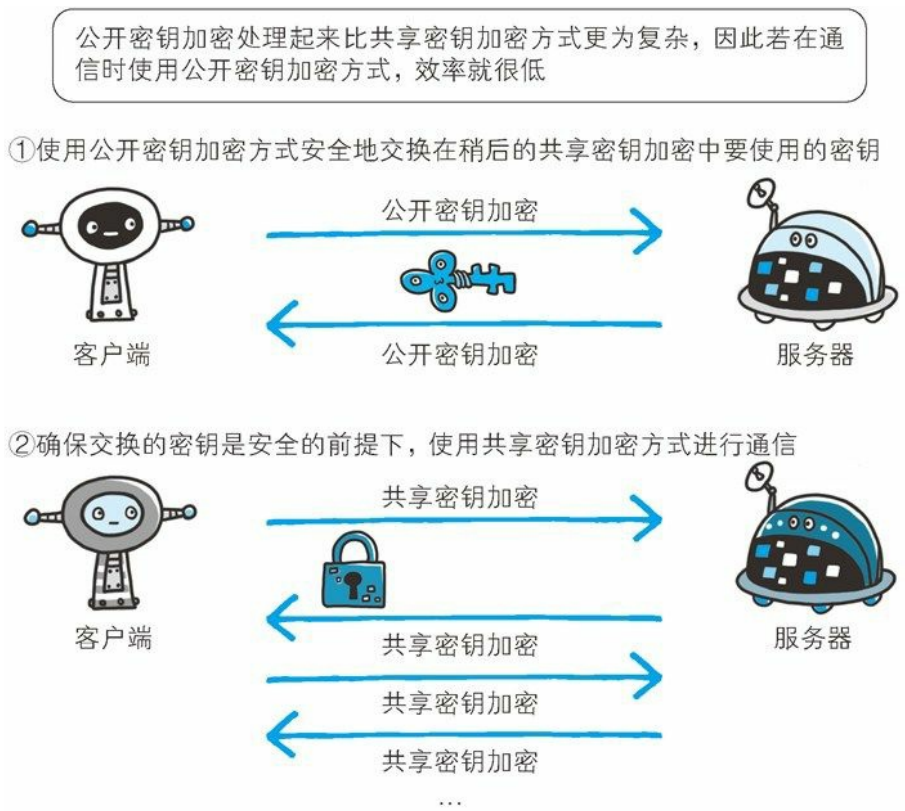 公开密钥加密处理起来比共享密钥加密方式更为复杂，因此若在通
信时使用公开密钥加密方式，效率就很低
①使用公开密钥加密方式安全地交换在稍后的共享密钥加密中要使用的密钥
公开密钥加密
公开密钥加密
客户端
服务器
②确保交换的密钥是安全的前提下，使用共享密钥加密方式进行通信
共享密钥加密
客户端
服务器
共享密钥加密
共享密钥加密
共享密钥加密
…